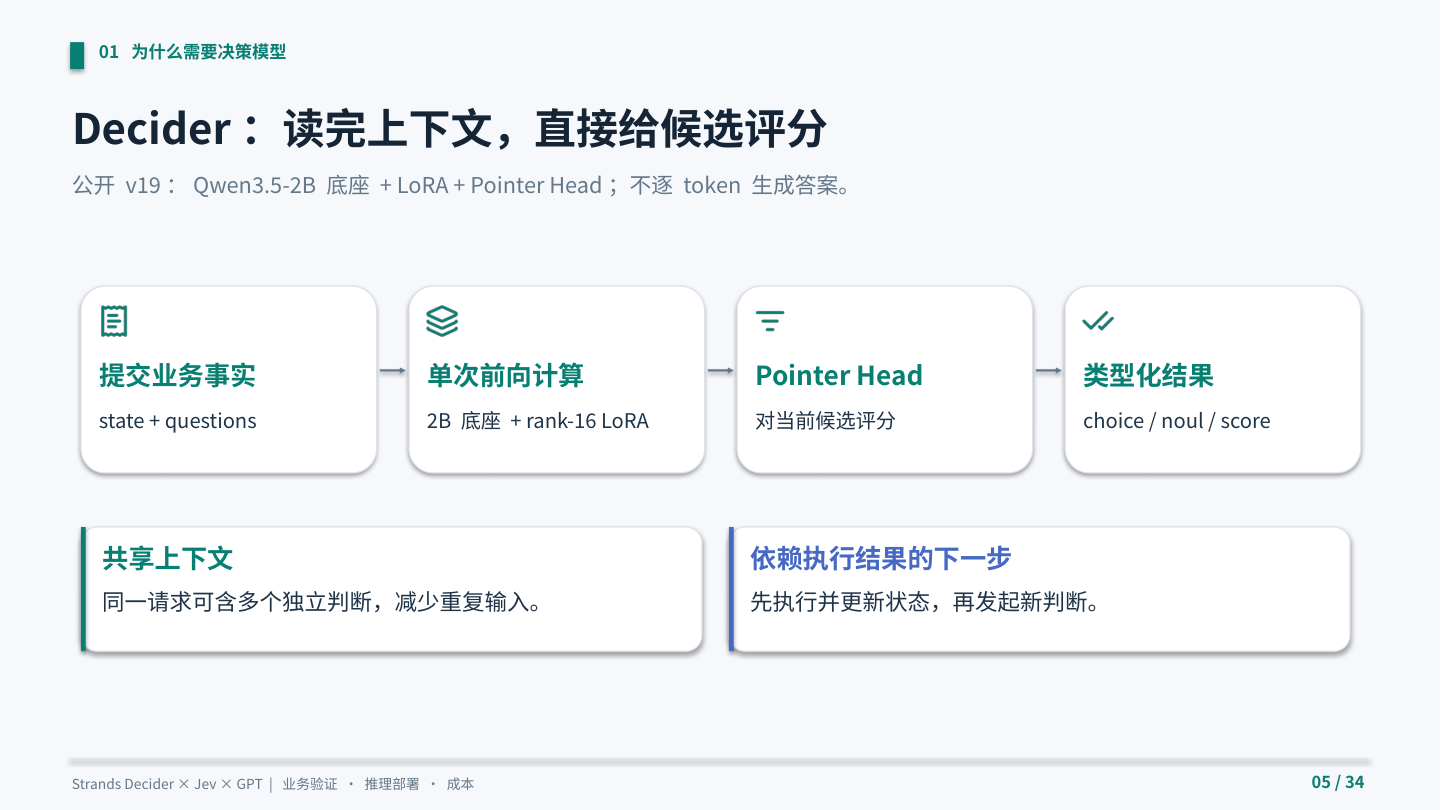 01 为什么需要决策模型
Decider：读完上下文，直接给候选评分
公开 v19： Qwen3.5-2B 底座 + LoRA + Pointer Head；不逐 token 生成答案。
提交业务事实
state + questions
单次前向计算
2B 底座 + rank-16 LoRA
Pointer Head
对当前候选评分
类型化结果
choice / noul / score
共享上下文
同一请求可含多个独立判断，减少重复输入。
依赖执行结果的下一步
先执行并更新状态，再发起新判断。
Strands Decider × Jev × GPT | 业务验证 · 推理部署 · 成本
05 / 34